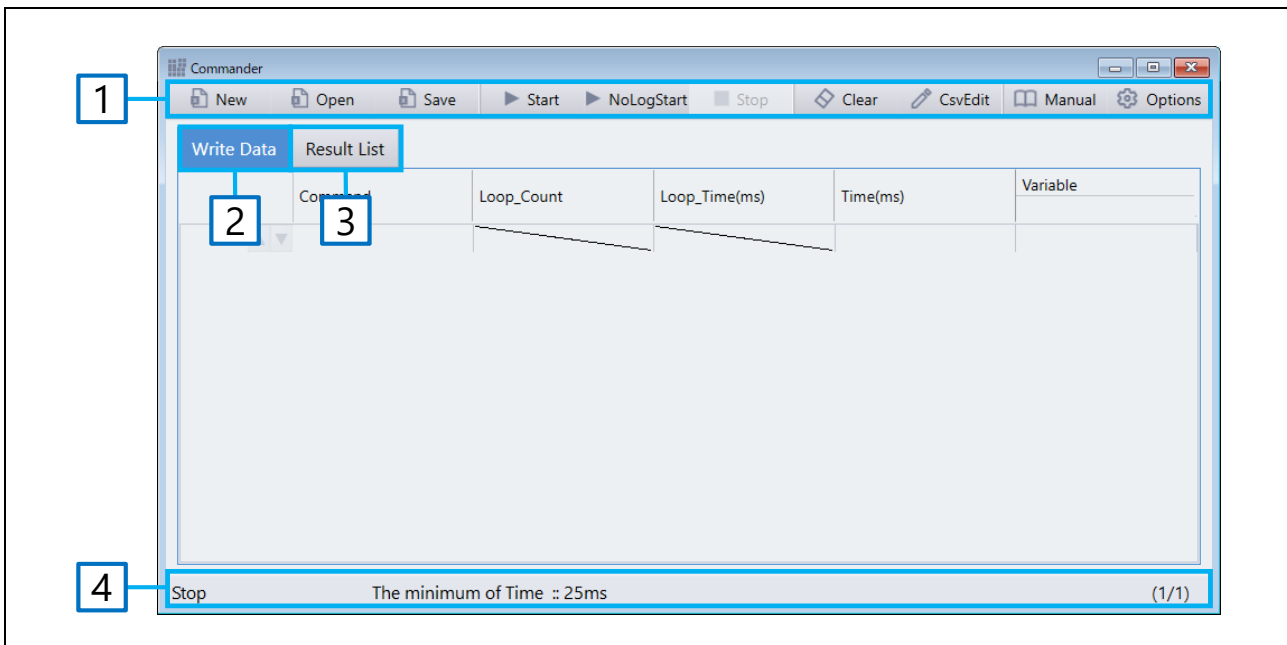 Commander
1
New Open Save Start NoLogStart Stop Clear CsvEdit Manual Options
Write Data Result List
Command Loop_Count Loop_Time(ms) Time(ms) Variable
2 3
4
Stop The minimum of Time :: 25ms (1/1)